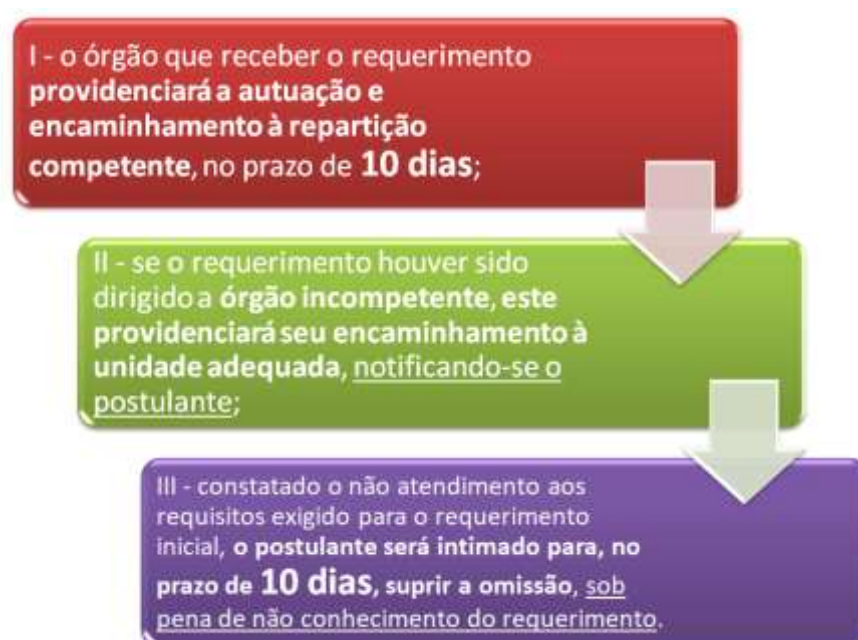 I - o órgão que receber o requerimento
providenciará a autuação e
encaminhamento à repartição
competente, no prazo de 10 dias;
II - se o requerimento houver sido
dirigido a órgão incompetente, este
providenciará seu encaminhamento à
unidade adequada, notificando-se o
postulante;
III - constatado o não atendimento aos
requisitos exigido para o requerimento
inicial, o postulante será intimado para, no
prazo de 10 dias, suprir a omissão, sob
pena de não conhecimento do requerimento.